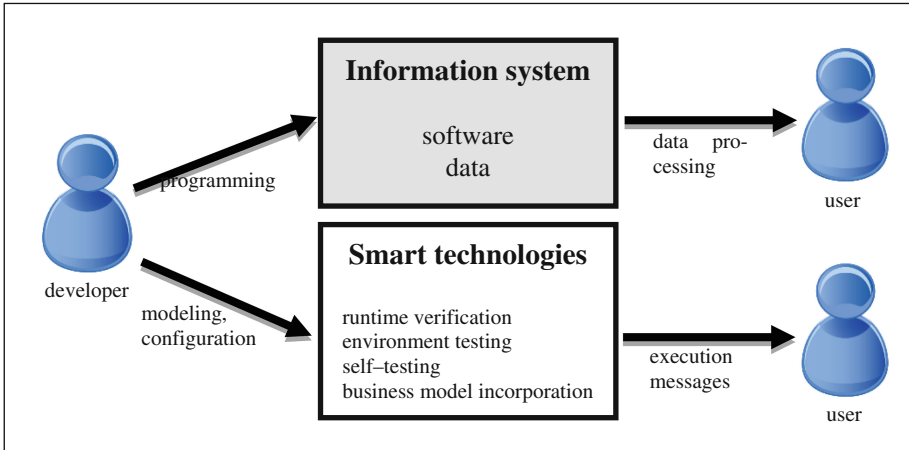 Information system
software
data
programming
data pro-
cessing
user
developer
modeling,
configuration
Smart technologies
runtime verification
environment testing
self–testing
business model incorporation
execution
messages
user